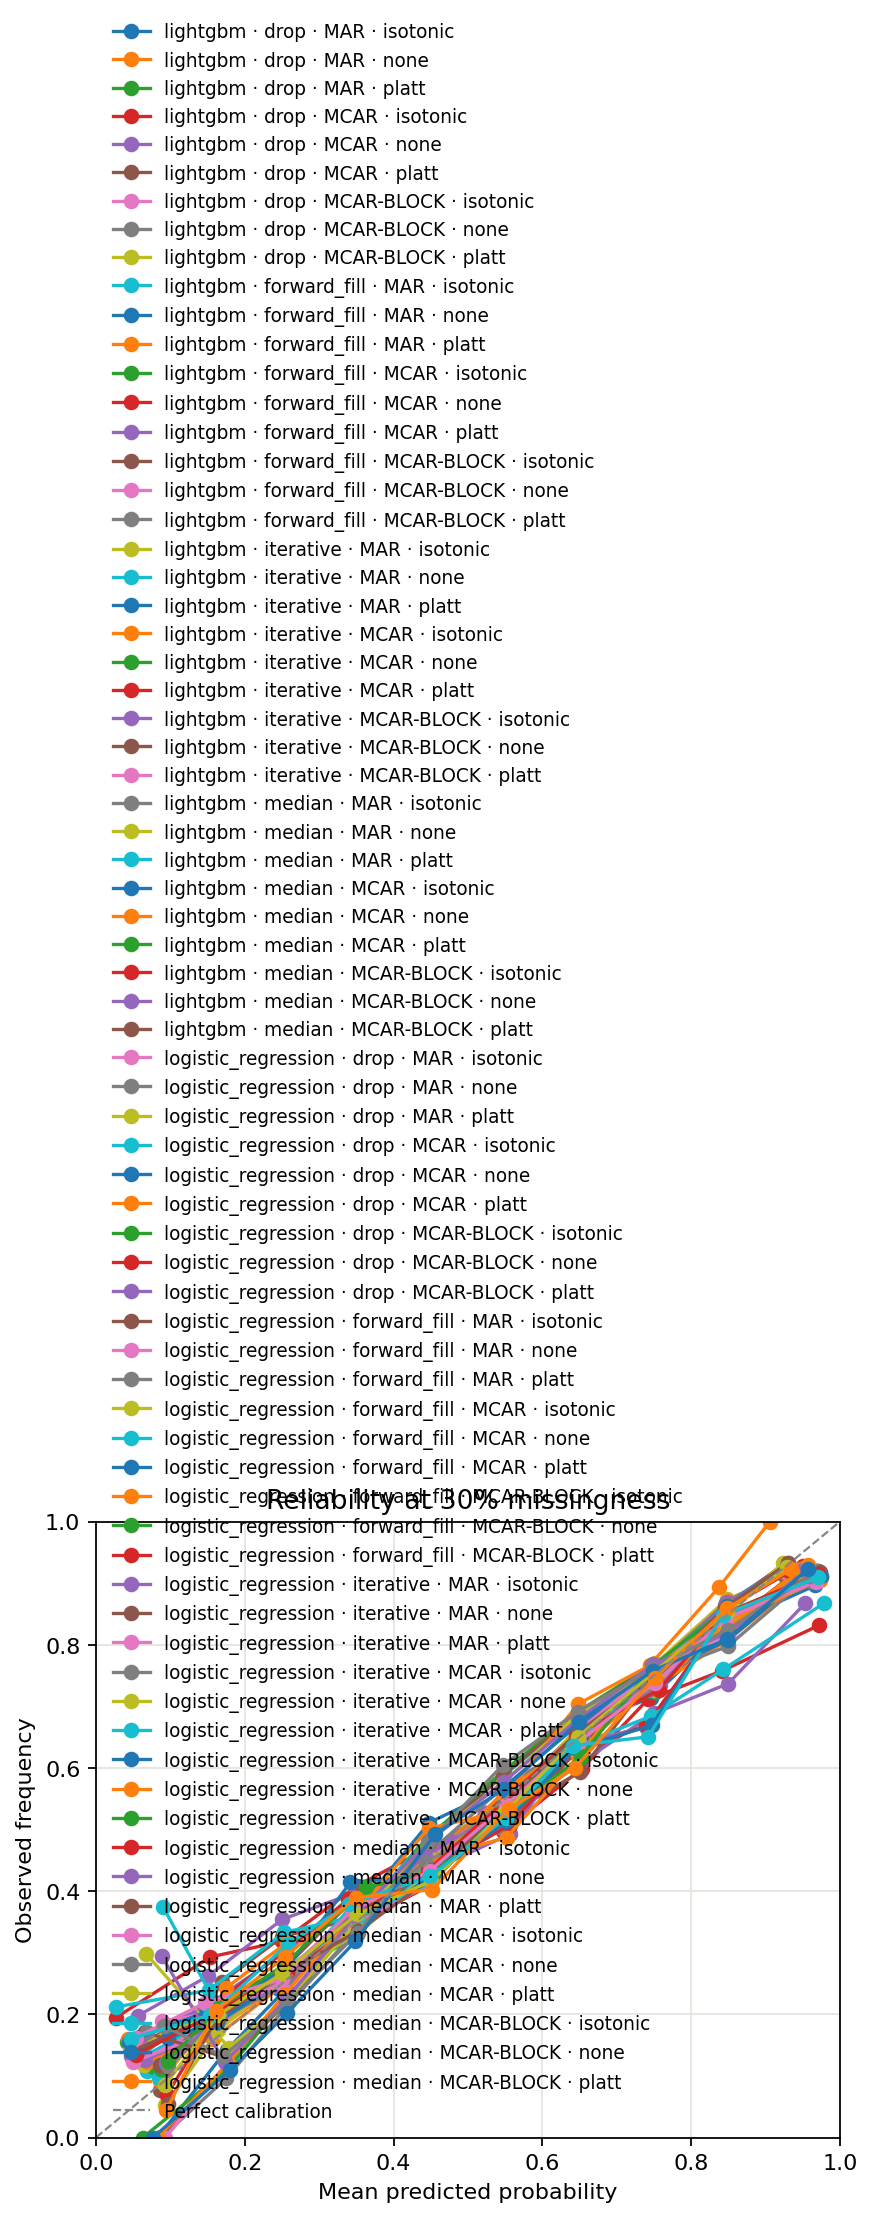 lightgbm · drop · MAR · isotonic
lightgbm · drop · MAR · none
lightgbm · drop · MAR · platt
lightgbm · drop · MCAR · isotonic
lightgbm · drop · MCAR · none
lightgbm · drop · MCAR · platt
lightgbm · drop · MCAR-BLOCK · isotonic
lightgbm · drop · MCAR-BLOCK · none
lightgbm · drop · MCAR-BLOCK · platt
lightgbm · forward_fill · MAR · isotonic
lightgbm · forward_fill · MAR · none
lightgbm · forward_fill · MAR · platt
lightgbm · forward_fill · MCAR · isotonic
lightgbm · forward_fill · MCAR · none
lightgbm · forward_fill · MCAR · platt
lightgbm · forward_fill · MCAR-BLOCK · isotonic
lightgbm · forward_fill · MCAR-BLOCK · none
lightgbm · forward_fill · MCAR-BLOCK · platt
lightgbm · iterative · MAR · isotonic
lightgbm · iterative · MAR · none
lightgbm · iterative · MAR · platt
lightgbm · iterative · MCAR · isotonic
lightgbm · iterative · MCAR · none
lightgbm · iterative · MCAR · platt
lightgbm · iterative · MCAR-BLOCK · isotonic
lightgbm · iterative · MCAR-BLOCK · none
lightgbm · iterative · MCAR-BLOCK · platt
lightgbm · median · MAR · isotonic
lightgbm · median · MAR · none
lightgbm · median · MAR · platt
lightgbm · median · MCAR · isotonic
lightgbm · median · MCAR · none
lightgbm · median · MCAR · platt
lightgbm · median · MCAR-BLOCK · isotonic
lightgbm · median · MCAR-BLOCK · none
lightgbm · median · MCAR-BLOCK · platt
logistic_regression · drop · MAR · isotonic
logistic_regression · drop · MAR · none
logistic_regression · drop · MAR · platt
logistic_regression · drop · MCAR · isotonic
logistic_regression · drop · MCAR · none
logistic_regression · drop · MCAR · platt
logistic_regression · drop · MCAR-BLOCK · isotonic
logistic_regression · drop · MCAR-BLOCK · none
logistic_regression · drop · MCAR-BLOCK · platt
logistic_regression · forward_fill · MAR · isotonic
logistic_regression · forward_fill · MAR · none
logistic_regression · forward_fill · MAR · platt
logistic_regression · forward_fill · MCAR · isotonic
logistic_regression · forward_fill · MCAR · none
logistic_regression · forward_fill · MCAR · platt
logistic_regression · forward_fill · MCAR-BLOCK · isotonic
Reliability at 30% missingness
logistic_regression · forward_fill · MCAR-BLOCK · none
logistic_regression · forward_fill · MCAR-BLOCK · platt
logistic_regression · iterative · MAR · isotonic
logistic_regression · iterative · MAR · none
logistic_regression · iterative · MAR · platt
logistic_regression · iterative · MCAR · isotonic
logistic_regression · iterative · MCAR · none
logistic_regression · iterative · MCAR · platt
logistic_regression · iterative · MCAR-BLOCK · isotonic
logistic_regression · iterative · MCAR-BLOCK · none
logistic_regression · iterative · MCAR-BLOCK · platt
logistic_regression · median · MAR · isotonic
logistic_regression · median · MAR · none
logistic_regression · median · MAR · platt
logistic_regression · median · MCAR · isotonic
logistic_regression · median · MCAR · none
logistic_regression · median · MCAR · platt
logistic_regression · median · MCAR-BLOCK · isotonic
logistic_regression · median · MCAR-BLOCK · none
logistic_regression · median · MCAR-BLOCK · platt
Perfect calibration
Observed frequency
1.0
0.8
0.6
0.4
0.2
0.0
0.0 0.2 0.4 0.6 0.8 1.0
Mean predicted probability